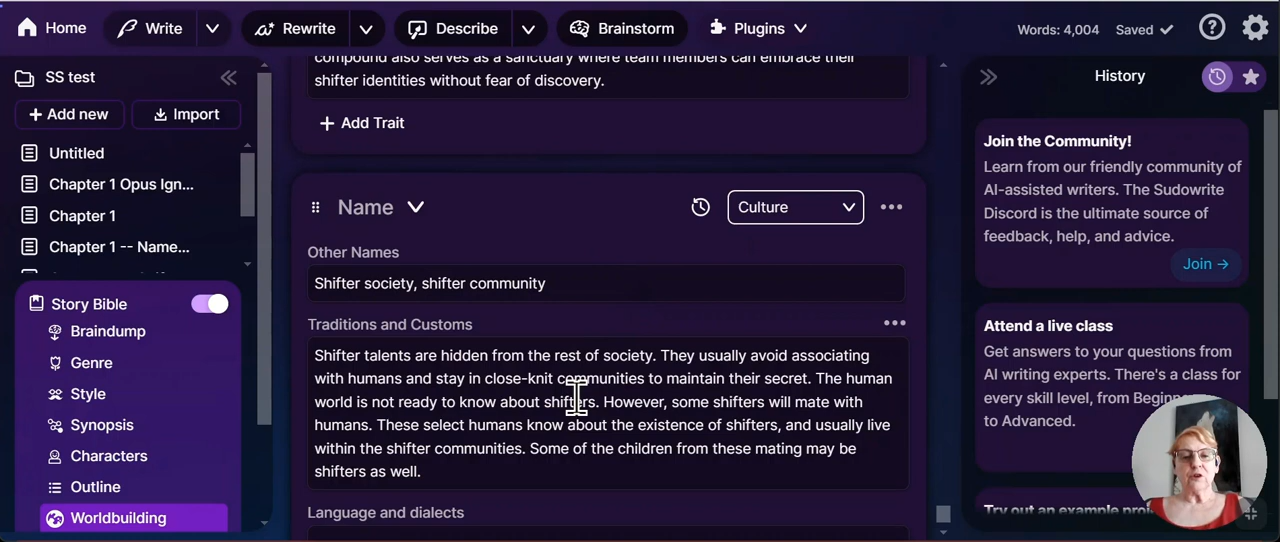 Home
Write
Rewrite
Describe
Brainstorm
Plugins
Words: 4,004
Saved
SS test
+ Add new
Import
Untitled
Chapter 1 Opus Ign...
Chapter 1
Chapter 1 -- Name...
Story Bible
Braindump
Genre
Style
Synopsis
Characters
Outline
Worldbuilding
compound also serves as a sanctuary where team members can embrace their
shifter identities without fear of discovery.
+ Add Trait
Name
Culture
Other Names
Shifter society, shifter community
Traditions and Customs
Shifter talents are hidden from the rest of society. They usually avoid associating
with humans and stay in close-knit communities to maintain their secret. The human
world is not ready to know about shifters. However, some shifters will mate with
humans. These select humans know about the existence of shifters, and usually live
within the shifter communities. Some of the children from these mating may be
shifters as well.
Language and dialects
History
Join the Community!
Learn from our friendly community of
AI-assisted writers. The Sudowrite
Discord is the ultimate source of
feedback, help, and advice.
Join →
Attend a live class
Get answers to your questions from
AI writing experts. There's a class for
every skill level, from
to Advanced.
Try out an example